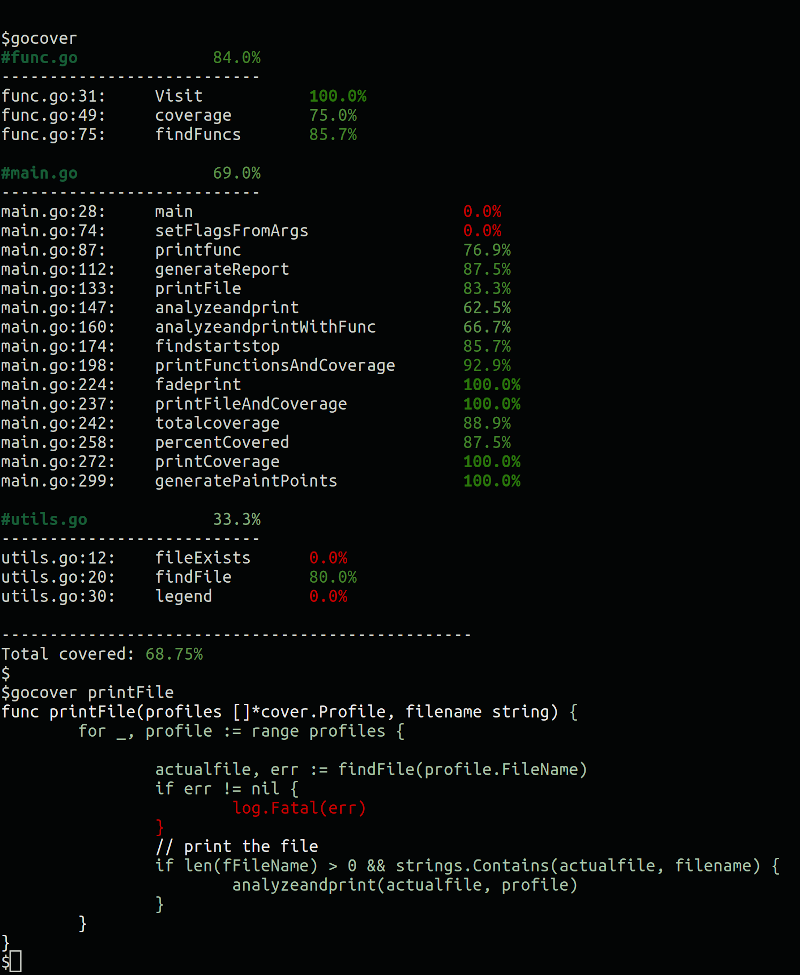 $gocover
#func.go              84.0%
---------------------------
func.go:31:     Visit           100.0%
func.go:49:     coverage        75.0%
func.go:75:     findFuncs       85.7%

#main.go              69.0%
---------------------------
main.go:28:     main                            0.0%
main.go:74:     setFlagsFromArgs                0.0%
main.go:87:     printfunc                       76.9%
main.go:112:    generateReport                  87.5%
main.go:133:    printFile                       83.3%
main.go:147:    analyzeandprint                 62.5%
main.go:160:    analyzeandprintWithFunc         66.7%
main.go:174:    findstartstop                   85.7%
main.go:198:    printFunctionsAndCoverage       92.9%
main.go:224:    fadeprint                       100.0%
main.go:237:    printFileAndCoverage            100.0%
main.go:242:    totalcoverage                   88.9%
main.go:258:    percentCovered                  87.5%
main.go:272:    printCoverage                   100.0%
main.go:299:    generatePaintPoints             100.0%

#utils.go             33.3%
---------------------------
utils.go:12:    fileExists      0.0%
utils.go:20:    findFile        80.0%
utils.go:30:    legend          0.0%

-------------------------------------------------
Total covered: 68.75%
$
$gocover printFile
func printFile(profiles []*cover.Profile, filename string) {
        for _, profile := range profiles {

                actualfile, err := findFile(profile.FileName)
                if err != nil {
                        log.Fatal(err)
                }
                // print the file
                if len(fFileName) > 0 && strings.Contains(actualfile, filename) {
                        analyzeandprint(actualfile, profile)
                }
        }
}
$